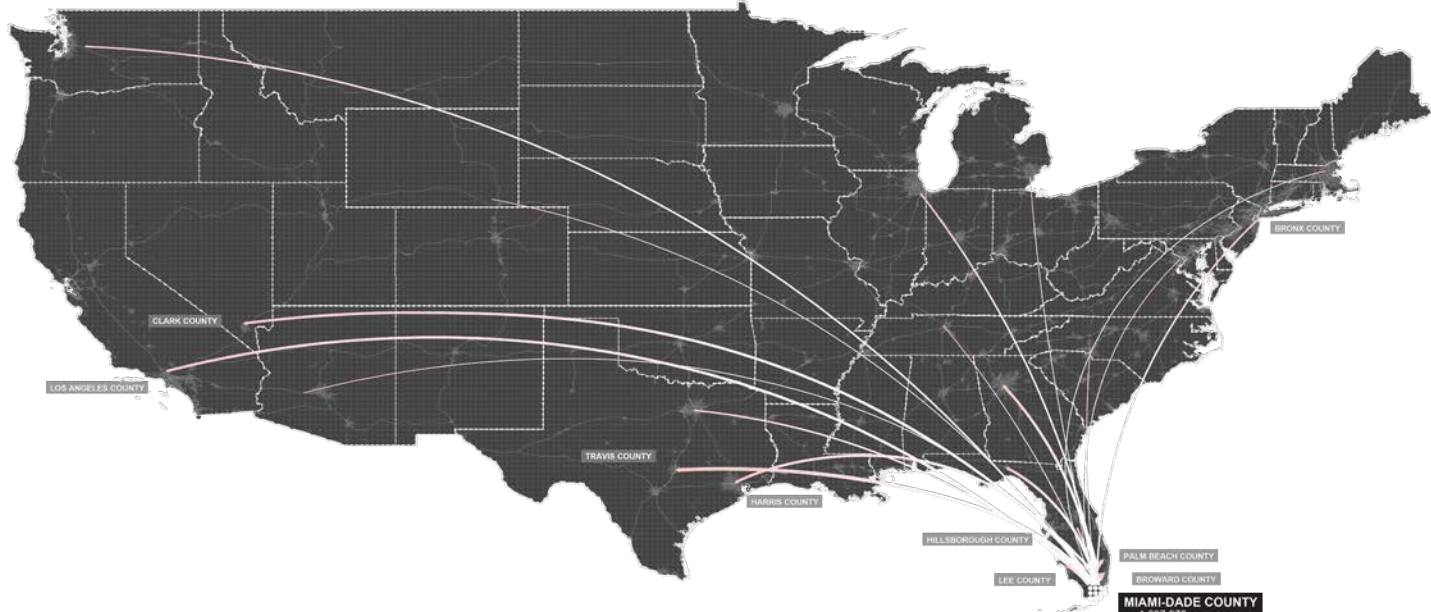 BRONX COUNTY
CLARK COUNTY
LOS ANGELES COUNTY
TRAVIS COUNTY
HARRIS COUNTY
HILLSBOROUGH COUNTY
PALM BEACH COUNTY
LEE COUNTY
BROWARD COUNTY
MIAMI-DADE COUNTY